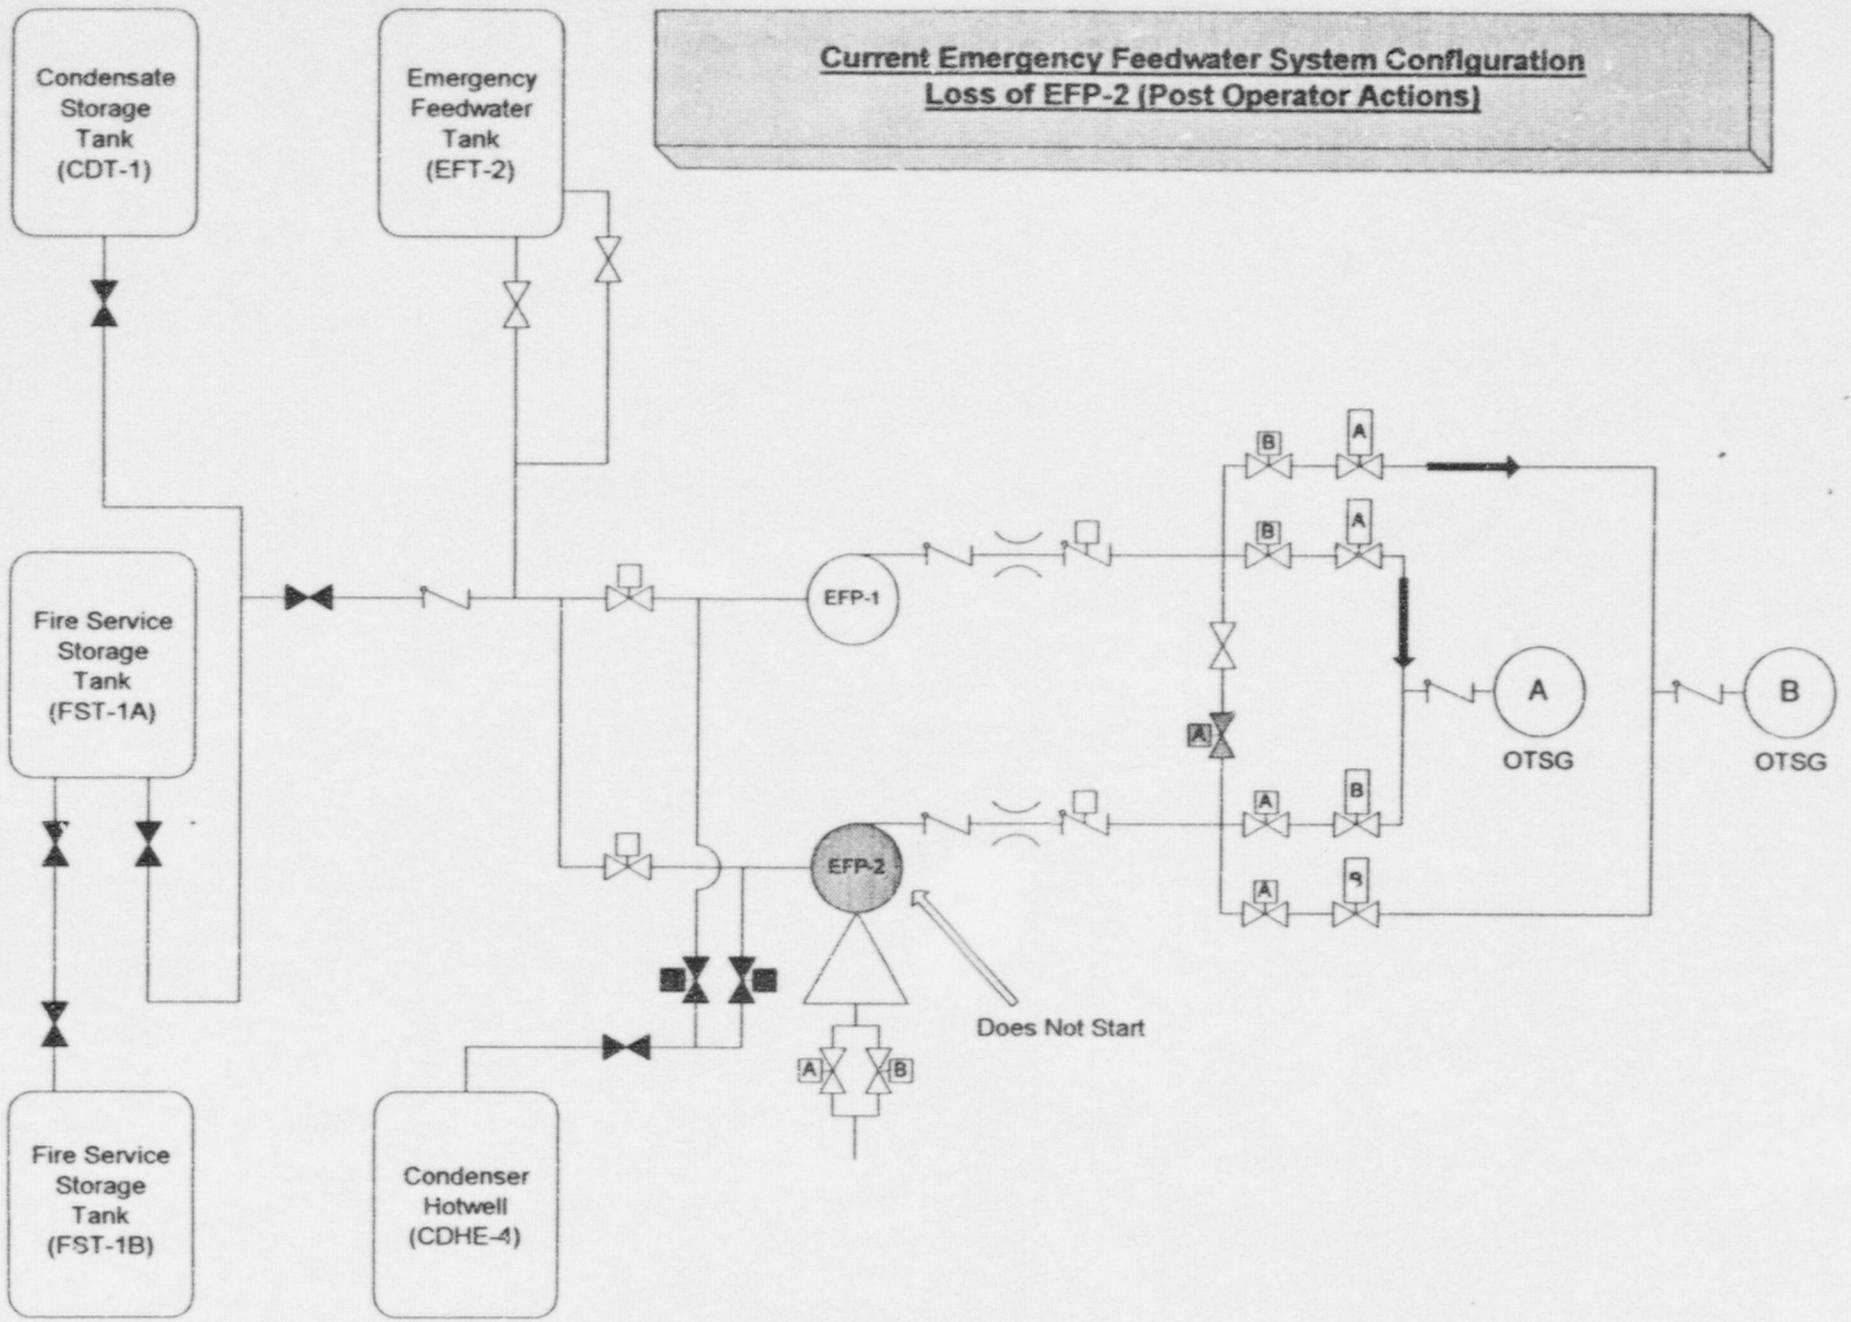 Current Emergency Feedwater System Configuration
Loss of EFP-2 (Post Operator Actions)
Condensate
Storage
Tank
(CDT-1)
Emergency
Feedwater
Tank
(EFT-2)
B
A
B
A
EFP-1
Fire Service
Storage
Tank
(FST-1A)
A
OTSG
B
OTSG
A
A
B
EFP-2
A
B
Does Not Start
A
B
Fire Service
Storage
Tank
(FST-1B)
Condenser
Hotwell
(CDHE-4)